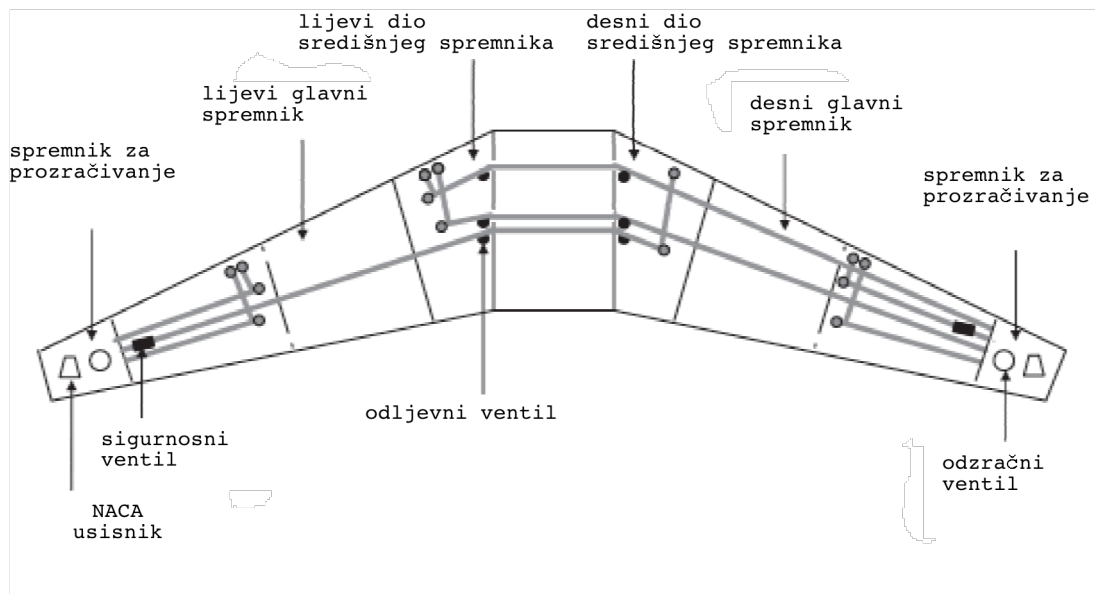 lijevi dio
središnjeg spremnika
desni dio
središnjeg spremnika
lijevi glavni
spremnik
desni glavni
spremnik
spremnik za
prozračivanje
spremnik za
prozračivanje
odljevni ventil
sigurnosni
ventil
odzračni
ventil
NACA
usisnik